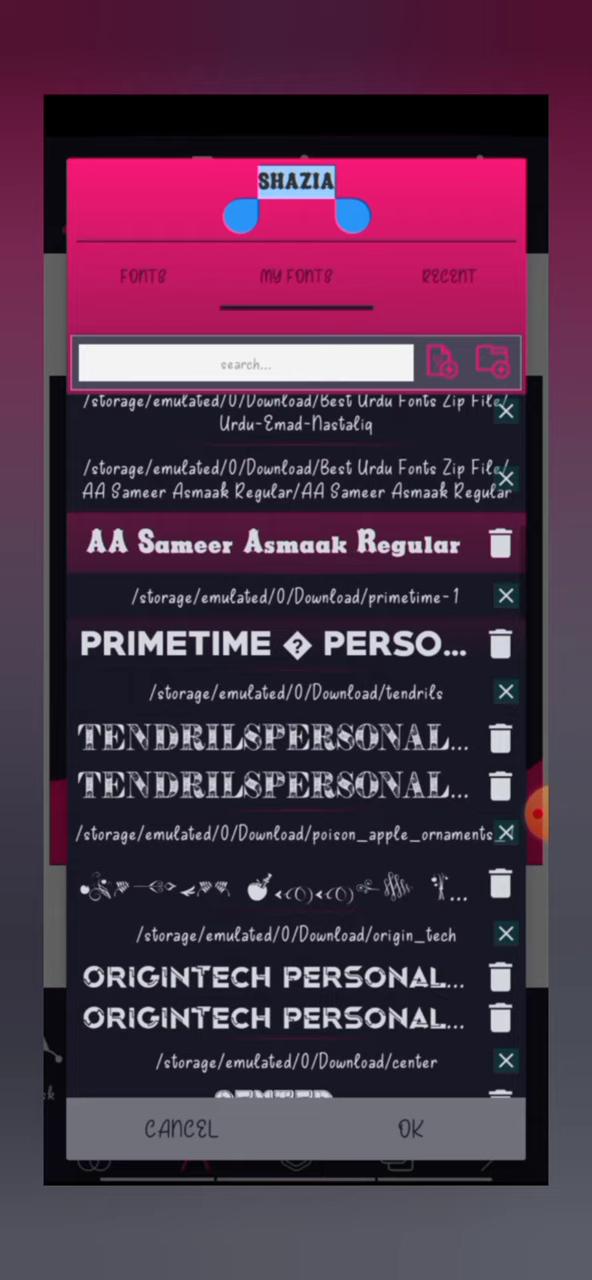 SHAZIA
FONTS
MY FONTS
RECENT
search...
/storage/emulated/0/Download/Best Urdu Fonts Zip File/
Urdu-Emad-Nastaliq
/storage/emulated/0/Download/Best Urdu Fonts Zip File/
AA Sameer Asmaak Regular/AA Sameer Asmaak Regular
AA Sameer Asmaak Regular
/storage/emulated/0/Download/primetime-1
PRIMETIME � PERSO...
/storage/emulated/0/Download/tendrils
TENDRILSPERSONAL...
TENDRILSPERSONAL...
/storage/emulated/0/Download/poison_apple_ornaments
/storage/emulated/0/Download/origin_tech
ORIGINTECH PERSONAL...
ORIGINTECH PERSONAL...
/storage/emulated/0/Download/center
CANCEL
OK